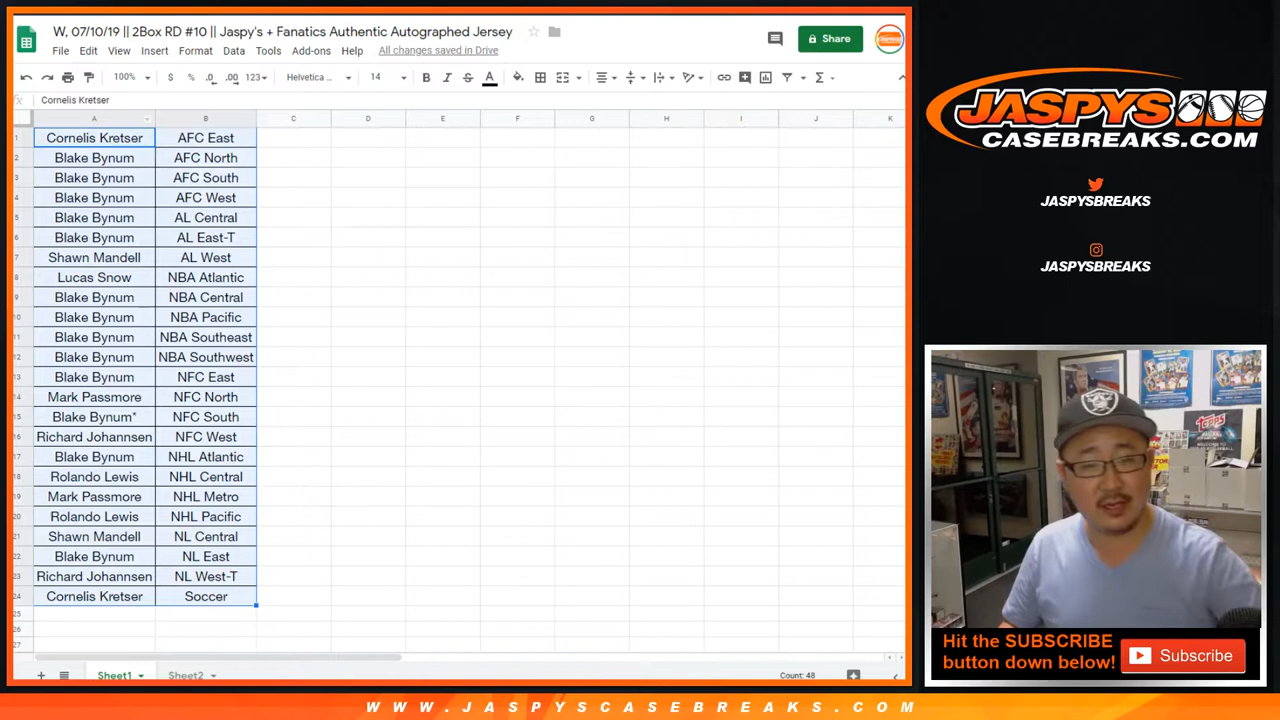 W, 07/10/19 || 2Box RD #10 || Jaspy's + Fanatics Authentic Autographed Jersey
Share
File Edit View Insert Format Data Tools Add-ons Help All changes saved in Drive
100% $ % .0 .00 123 Helvetica ... 14 B I S A
fx Cornelis Kretser
A B C D E F G H I J K
1 Cornelis Kretser AFC East
2 Blake Bynum AFC North
3 Blake Bynum AFC South
4 Blake Bynum AFC West
5 Blake Bynum AL Central
6 Blake Bynum AL East-T
7 Shawn Mandell AL West
8 Lucas Snow NBA Atlantic
9 Blake Bynum NBA Central
10 Blake Bynum NBA Pacific
11 Blake Bynum NBA Southeast
12 Blake Bynum NBA Southwest
13 Blake Bynum NFC East
14 Mark Passmore NFC North
15 Blake Bynum* NFC South
16 Richard Johannsen NFC West
17 Blake Bynum NHL Atlantic
18 Rolando Lewis NHL Central
19 Mark Passmore NHL Metro
20 Rolando Lewis NHL Pacific
21 Shawn Mandell NL Central
22 Blake Bynum NL East
23 Richard Johannsen NL West-T
24 Cornelis Kretser Soccer
25
26
27
Sheet1 Sheet2 Count: 48
JASPYS
CASEBREAKS.COM
JASPYSBREAKS
JASPYSBREAKS
TOPPS
Hit the SUBSCRIBE
button down below!
Subscribe
WWW.JASPYSCASEBREAKS.COM